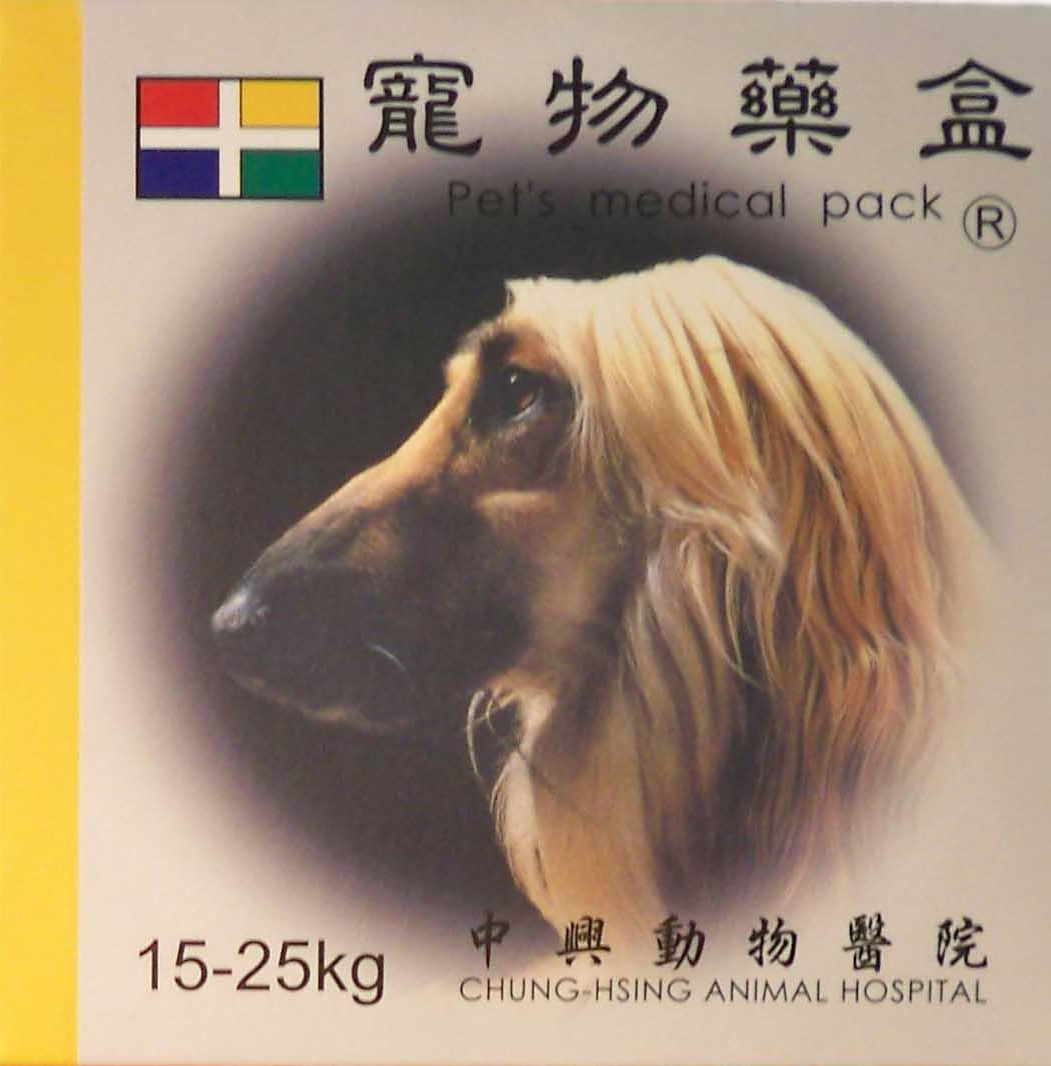 寵物藥盒
Pet's medical pack ®
15-25kg
中興動物醫院
CHUNG-HSING ANIMAL HOSPITAL